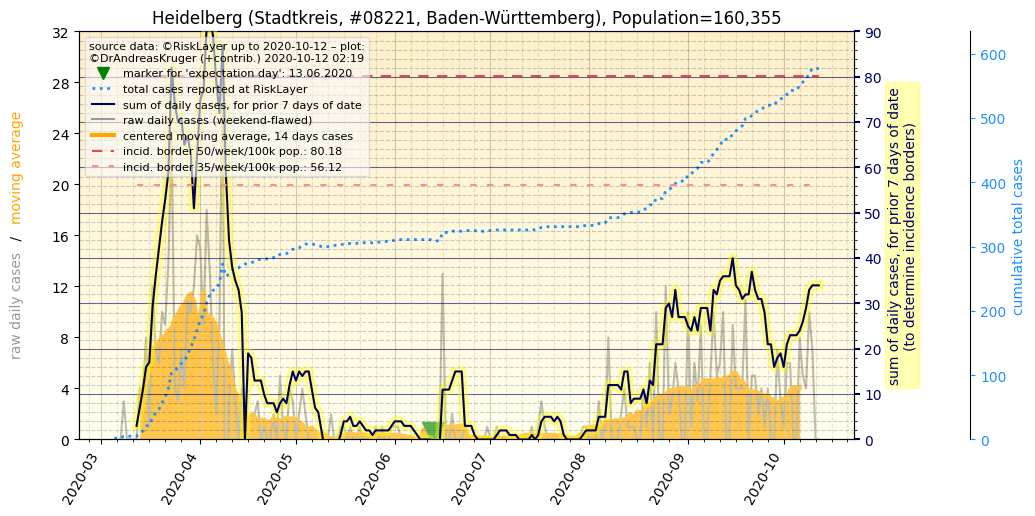 Heidelberg (Stadtkreis, #08221, Baden-Württemberg), Population=160,355
source data: ©RiskLayer up to 2020-10-12 – plot:
©DrAndreasKruger (+contrib.) 2020-10-12 02:19
marker for 'expectation day': 13.06.2020
total cases reported at RiskLayer
sum of daily cases, for prior 7 days of date
raw daily cases (weekend-flawed)
centered moving average, 14 days cases
incid. border 50/week/100k pop.: 80.18
incid. border 35/week/100k pop.: 56.12
raw daily cases / moving average
32
28
24
20
16
12
8
4
0
2020-03
2020-04
2020-05
2020-06
2020-07
2020-08
2020-09
2020-10
90
80
70
60
50
40
30
20
10
0
sum of daily cases, for prior 7 days of date
(to determine incidence borders)
600
500
400
300
200
100
0
cumulative total cases